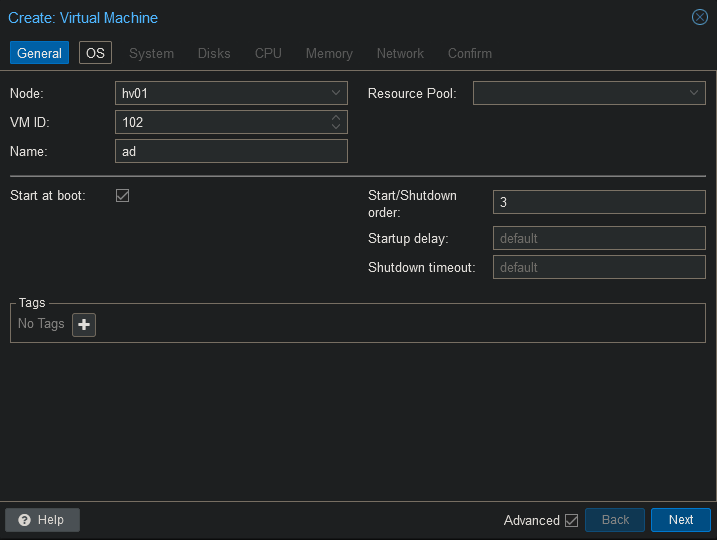 Create: Virtual Machine
General OS System Disks CPU Memory Network Confirm
Node: hv01 Resource Pool:
VM ID: 102
Name: ad
Start at boot: Start/Shutdown
order: 3
Startup delay: default
Shutdown timeout: default
Tags
No Tags
Help Advanced Back Next